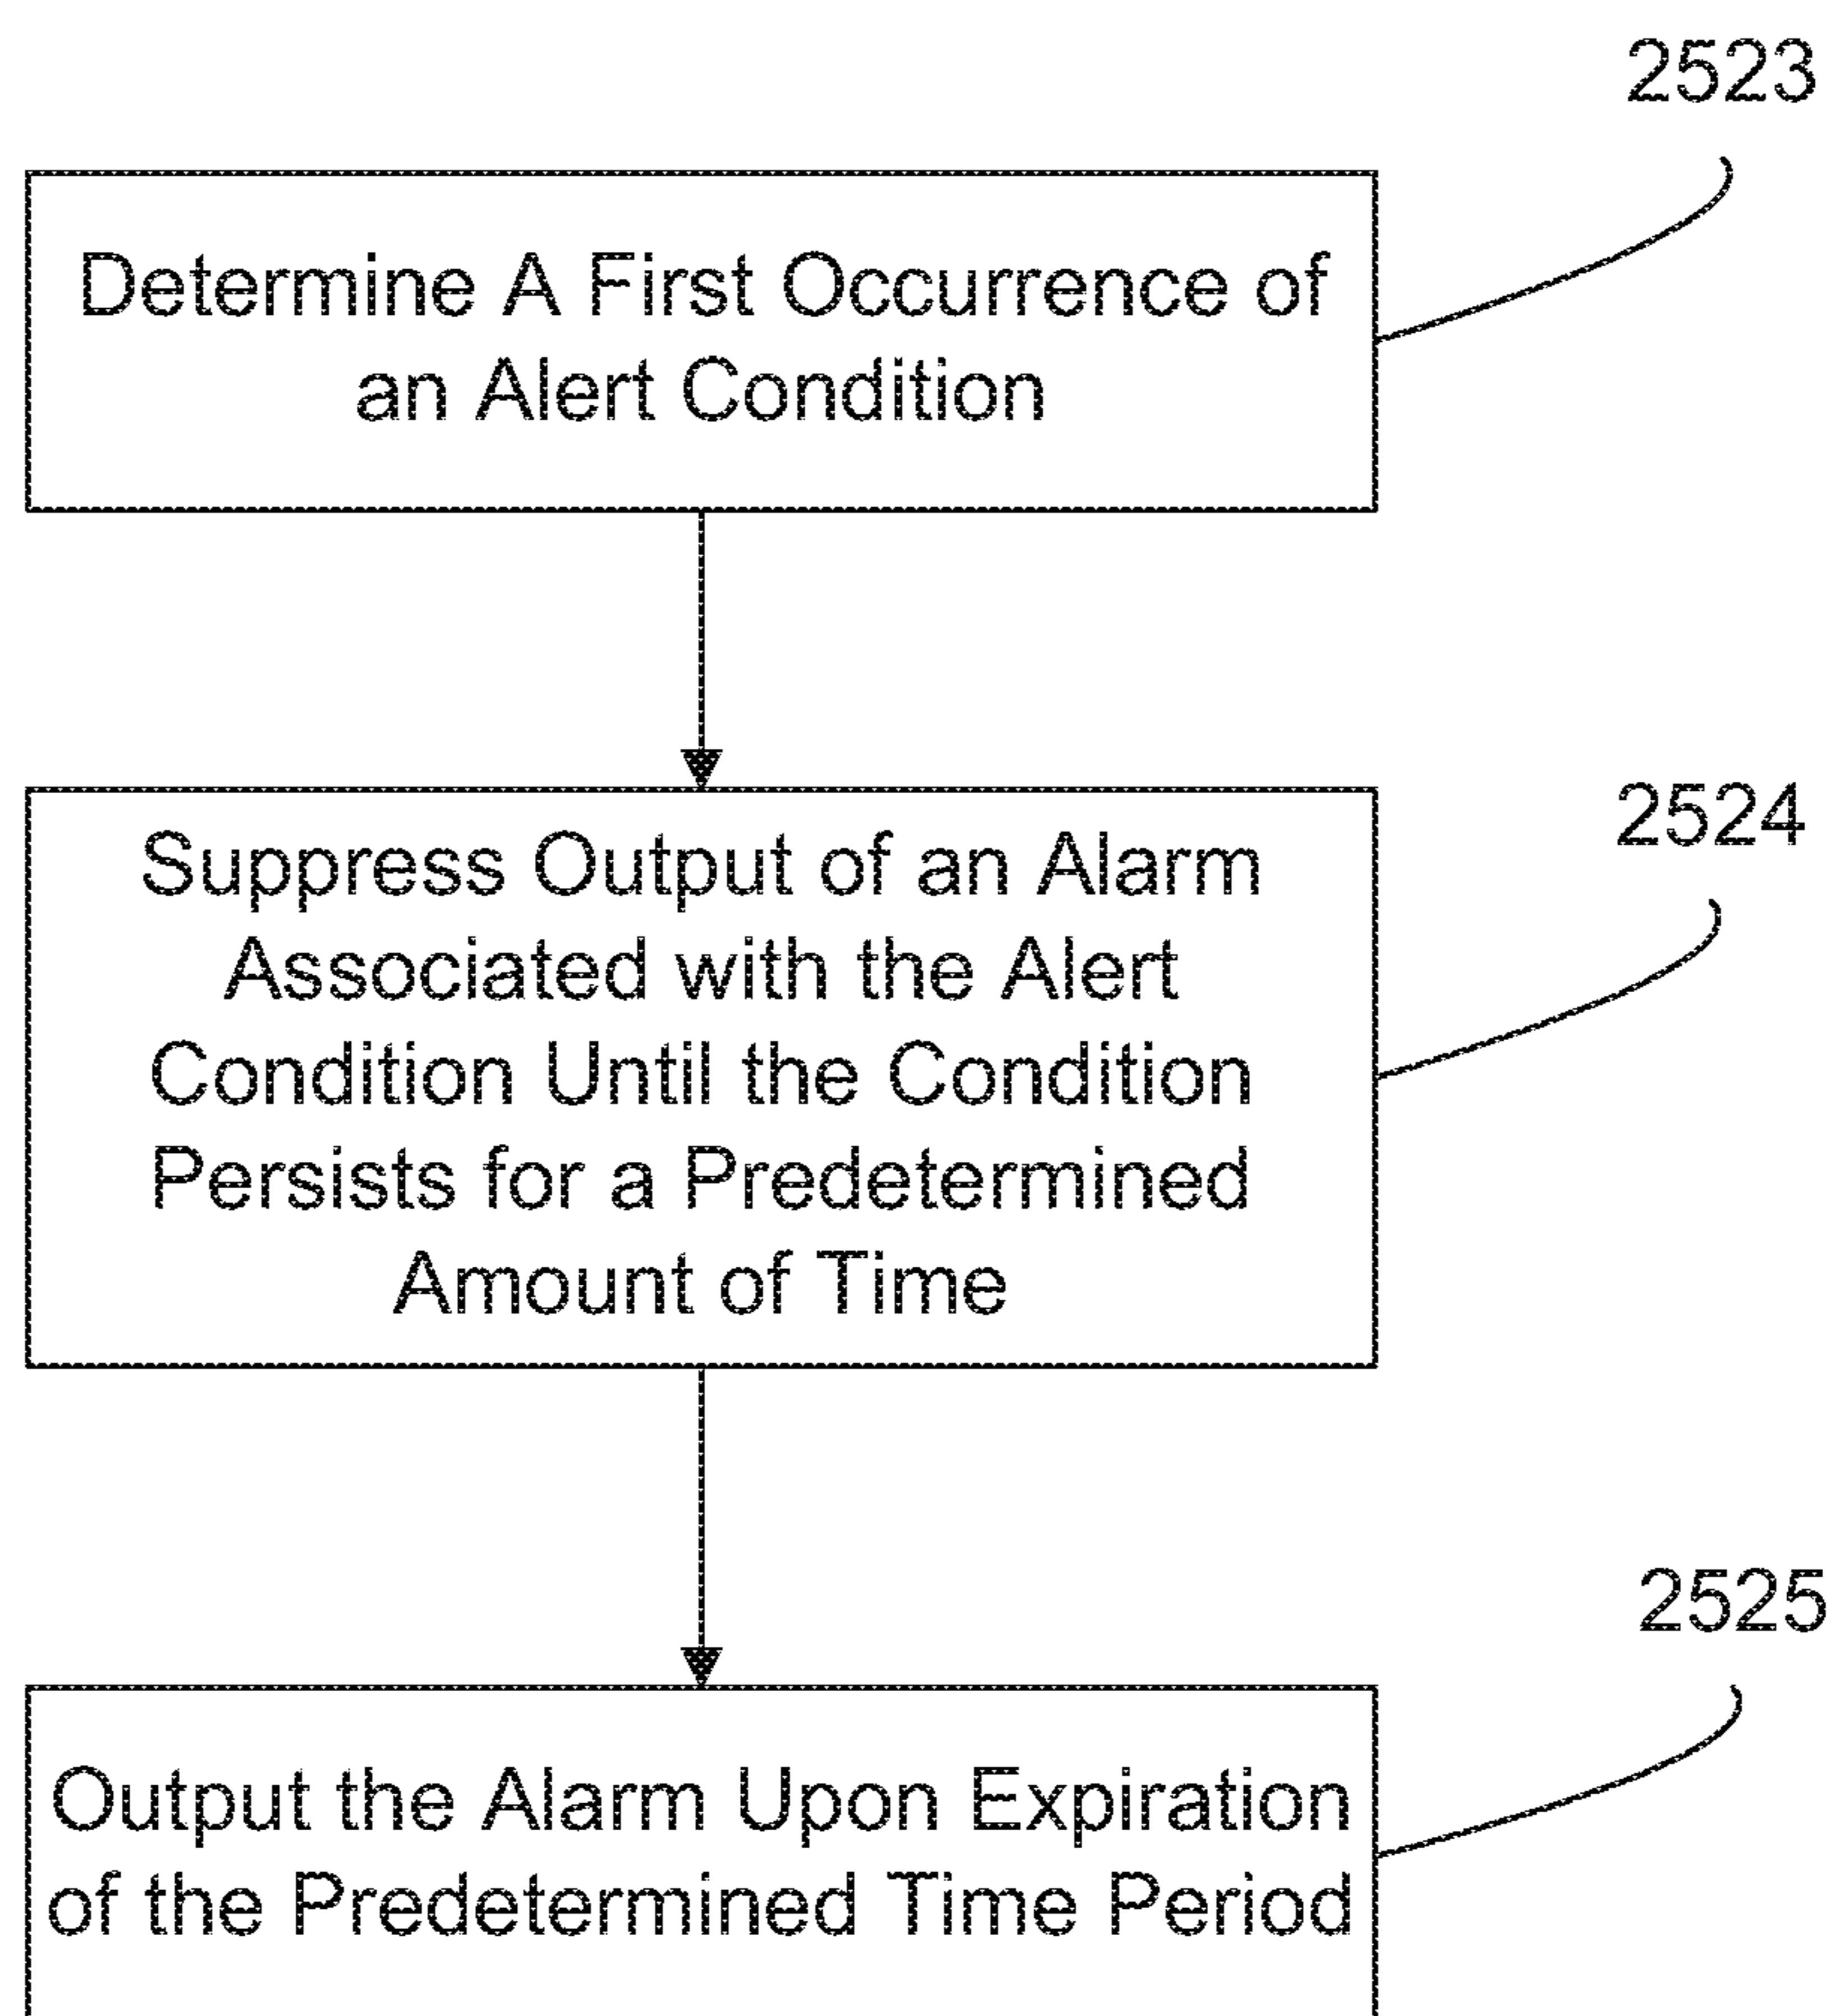 2523
Determine A First Occurrence of
an Alert Condition
2524
Suppress Output of an Alarm
Associated with the Alert
Condition Until the Condition
Persists for a Predetermined
Amount of Time
2525
Output the Alarm Upon Expiration
of the Predetermined Time Period